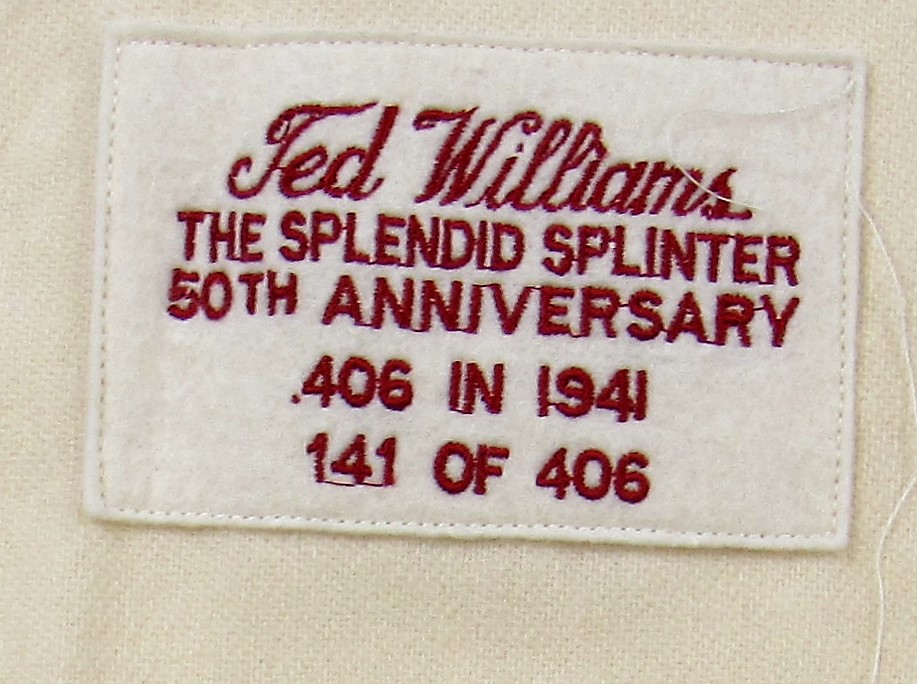 Ted Williams
THE SPLENDID SPLINTER
50TH ANNIVERSARY
.406 IN 1941
141 OF 406